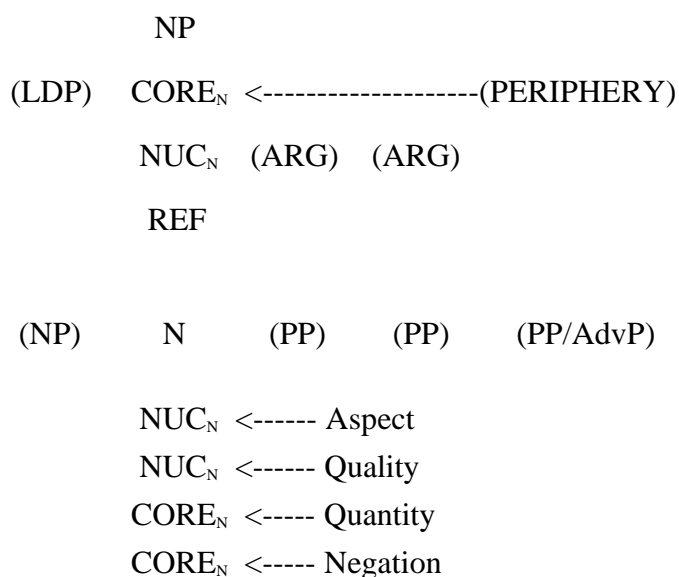 NP
(LDP) CORE_N <--------------------(PERIPHERY)
NUC_N (ARG) (ARG)
REF
(NP) N (PP) (PP) (PP/AdvP)
NUC_N <------ Aspect
NUC_N <------ Quality
CORE_N <----- Quantity
CORE_N <----- Negation